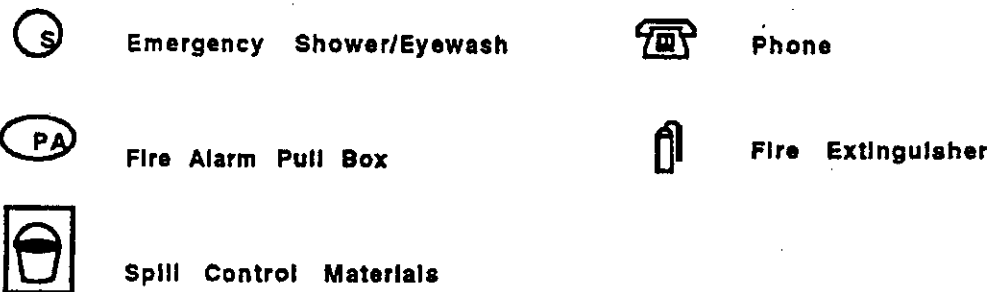 S Emergency Shower/Eyewash
Phone
PA Fire Alarm Pull Box
Fire Extinguisher
Spill Control Materials